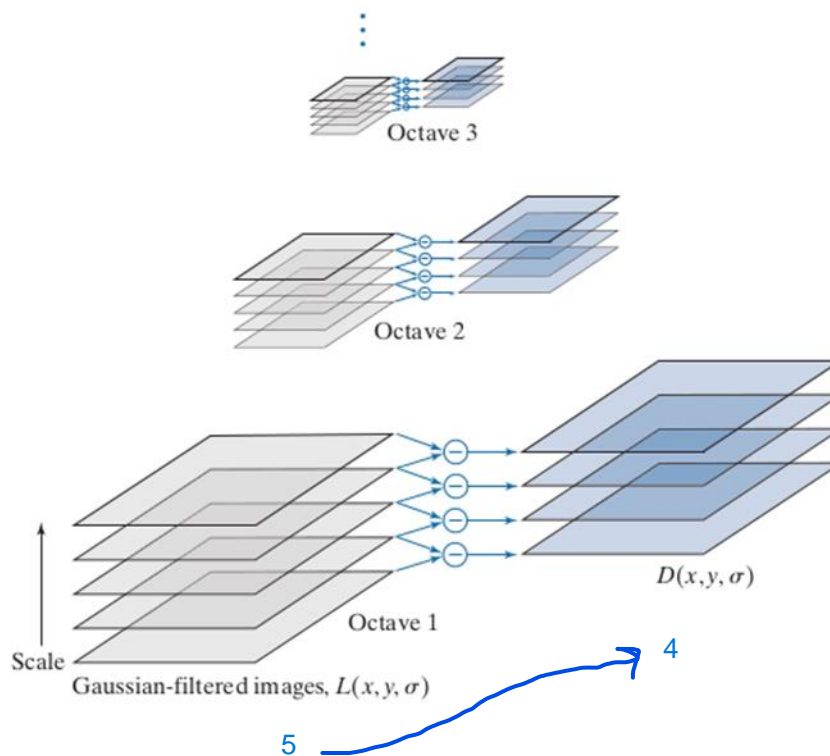 Octave 3
Octave 2
D(x,y,σ)
Octave 1
Scale
4
Gaussian-filtered images, L(x,y,σ)
5